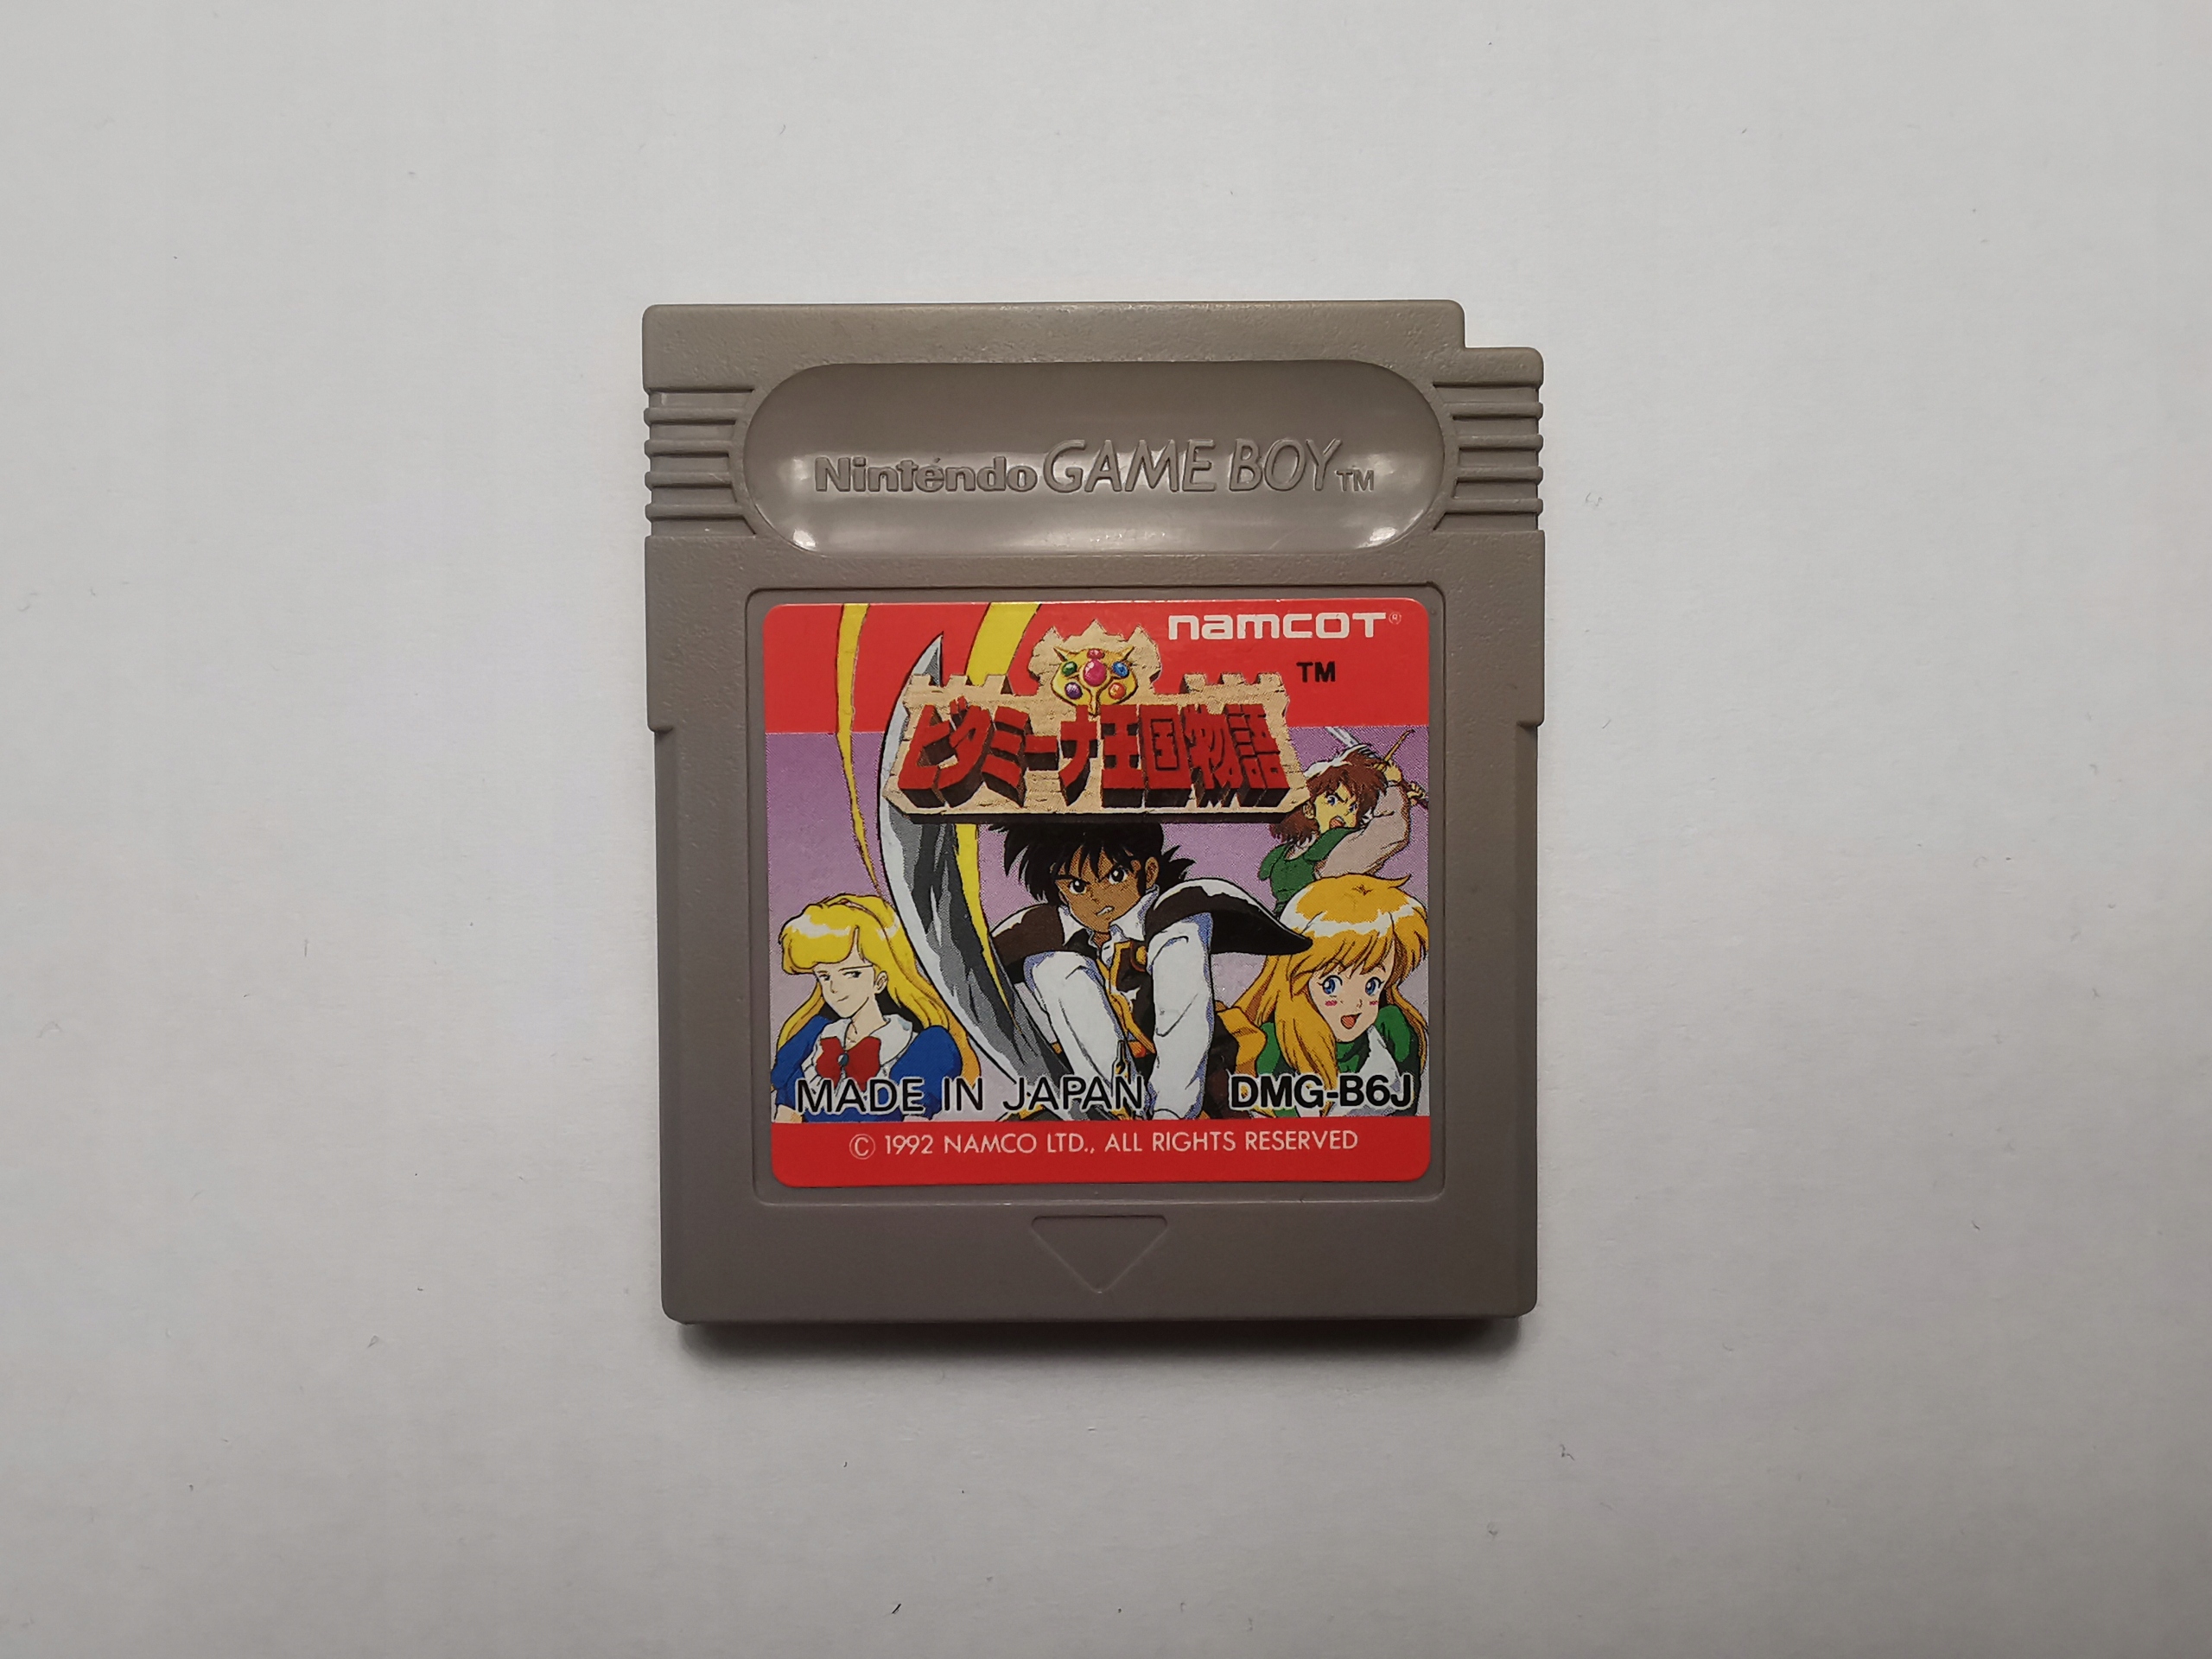 Nintendo GAME BOY TM
namcot®
TM
ビタミーナ王国物語
MADE IN JAPAN DMG-B6J
© 1992 NAMCO LTD., ALL RIGHTS RESERVED